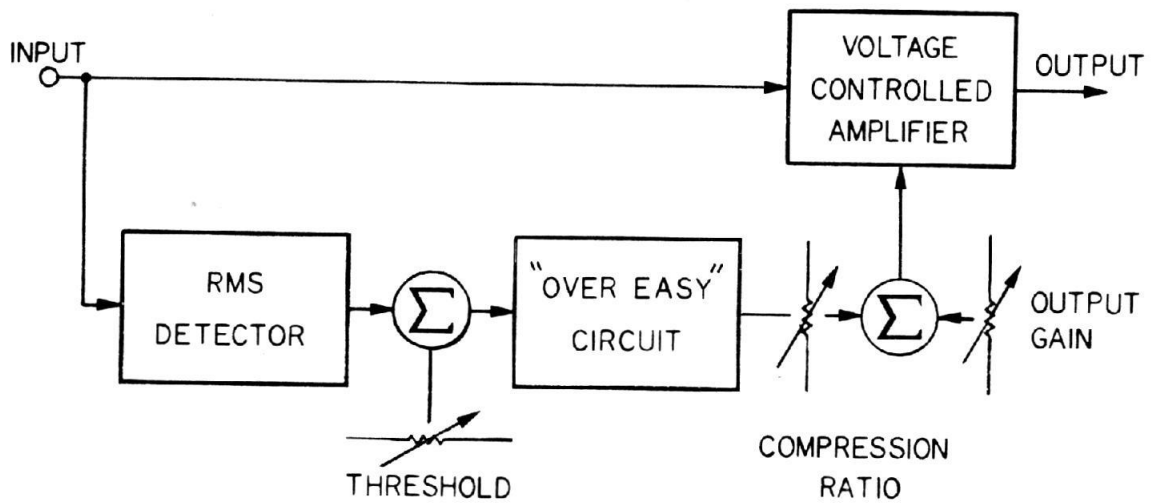 INPUT
VOLTAGE
CONTROLLED
AMPLIFIER
OUTPUT
RMS
DETECTOR
Σ
"OVER EASY"
CIRCUIT
Σ
OUTPUT
GAIN
THRESHOLD
COMPRESSION
RATIO